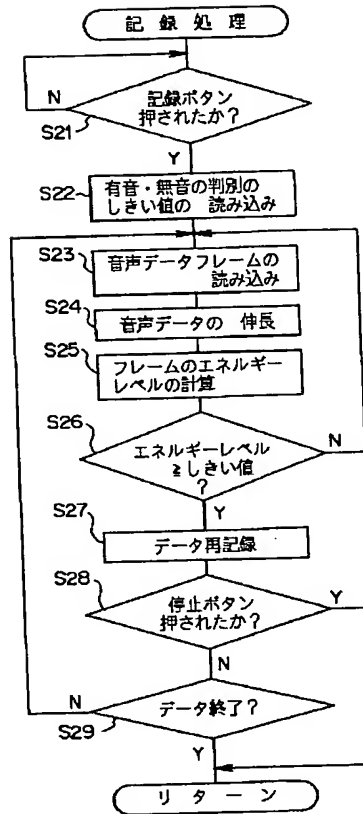 記録処理
N
記録ボタン
押されたか?
S21
Y
S22
有音・無音の判別の
しきい値の 読み込み
S23
音声データフレームの
読み込み
S24
音声データの 伸長
S25
フレームのエネルギー
レベルの計算
S26
エネルギーレベル
≧しきい値
?
N
Y
S27
データ再記録
S28
停止ボタン
押されたか?
Y
N
N
データ終了?
S29
Y
リターン